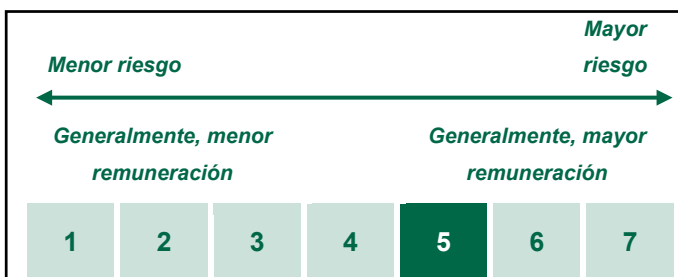 Mayor
Menor riesgo riesgo
Generalmente, menor Generalmente, mayor
remuneración remuneración
1 2 3 4 5 6 7